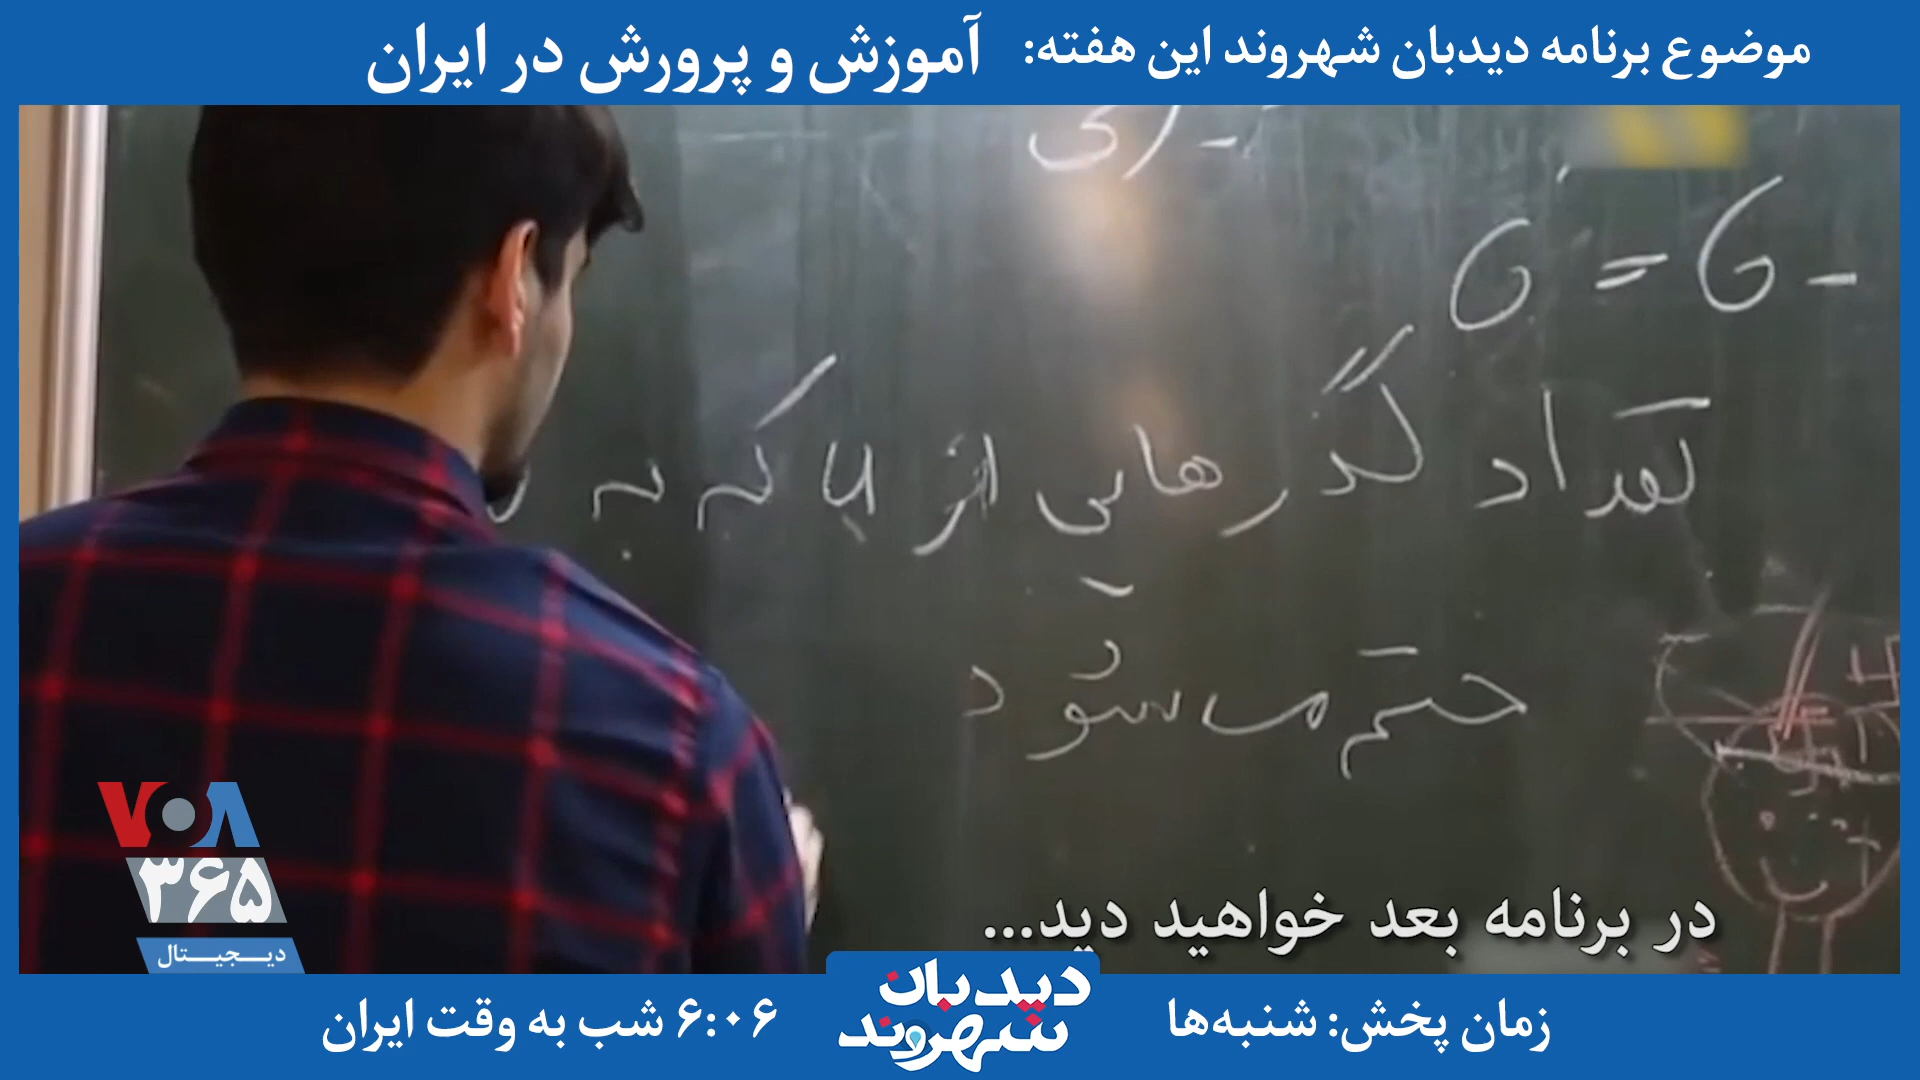 موضوع برنامه دیدبان شهروند این هفته: آموزش و پرورش در ایران
6 = 6 -
تعداد گذرهایی از a که به
ختم می‌شود
در برنامه بعد خواهید دید...
VOA
۳۶۵
دیجیتال
زمان پخش: شنبه‌ها
دیدبان شهروند
۶:۰۶ شب به وقت ایران